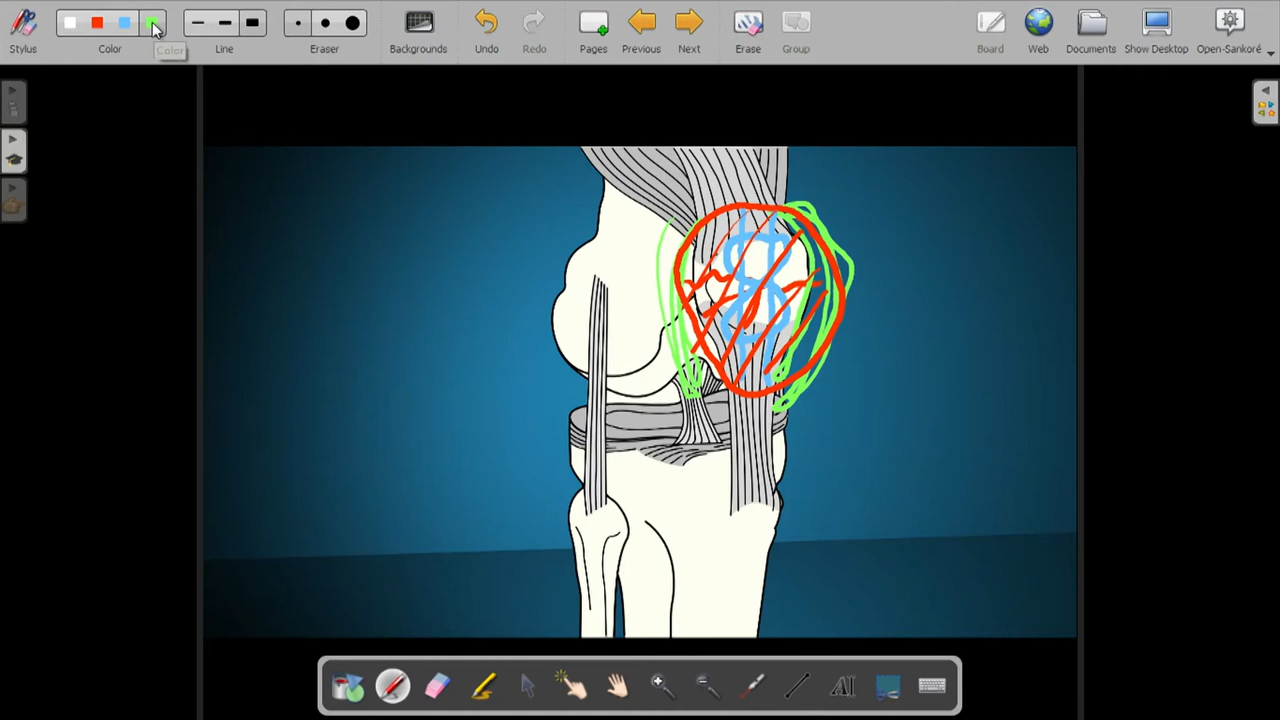 Stylus
Color
Line
Eraser
Backgrounds
Undo
Redo
Pages
Previous
Next
Erase
Group
Board
Web
Documents
Show Desktop
Open-Sankoré
Color